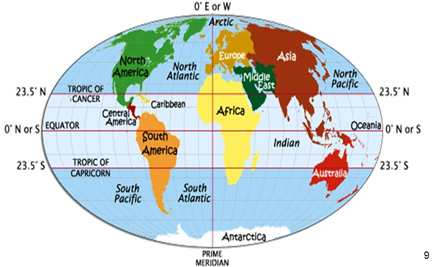 0° E or W
Arctic
North
America
North
Atlantic
Europe
Asia
North
Pacific
Middle
East
23.5° N
TROPIC OF
CANCER
23.5° N
Caribbean
Central
America
Africa
0° N or S
EQUATOR
Oceania
0° N or S
South
America
Indian
23.5° S
TROPIC OF
CAPRICORN
Australia
23.5° S
South
Pacific
South
Atlantic
Antarctica
PRIME
MERIDIAN
9